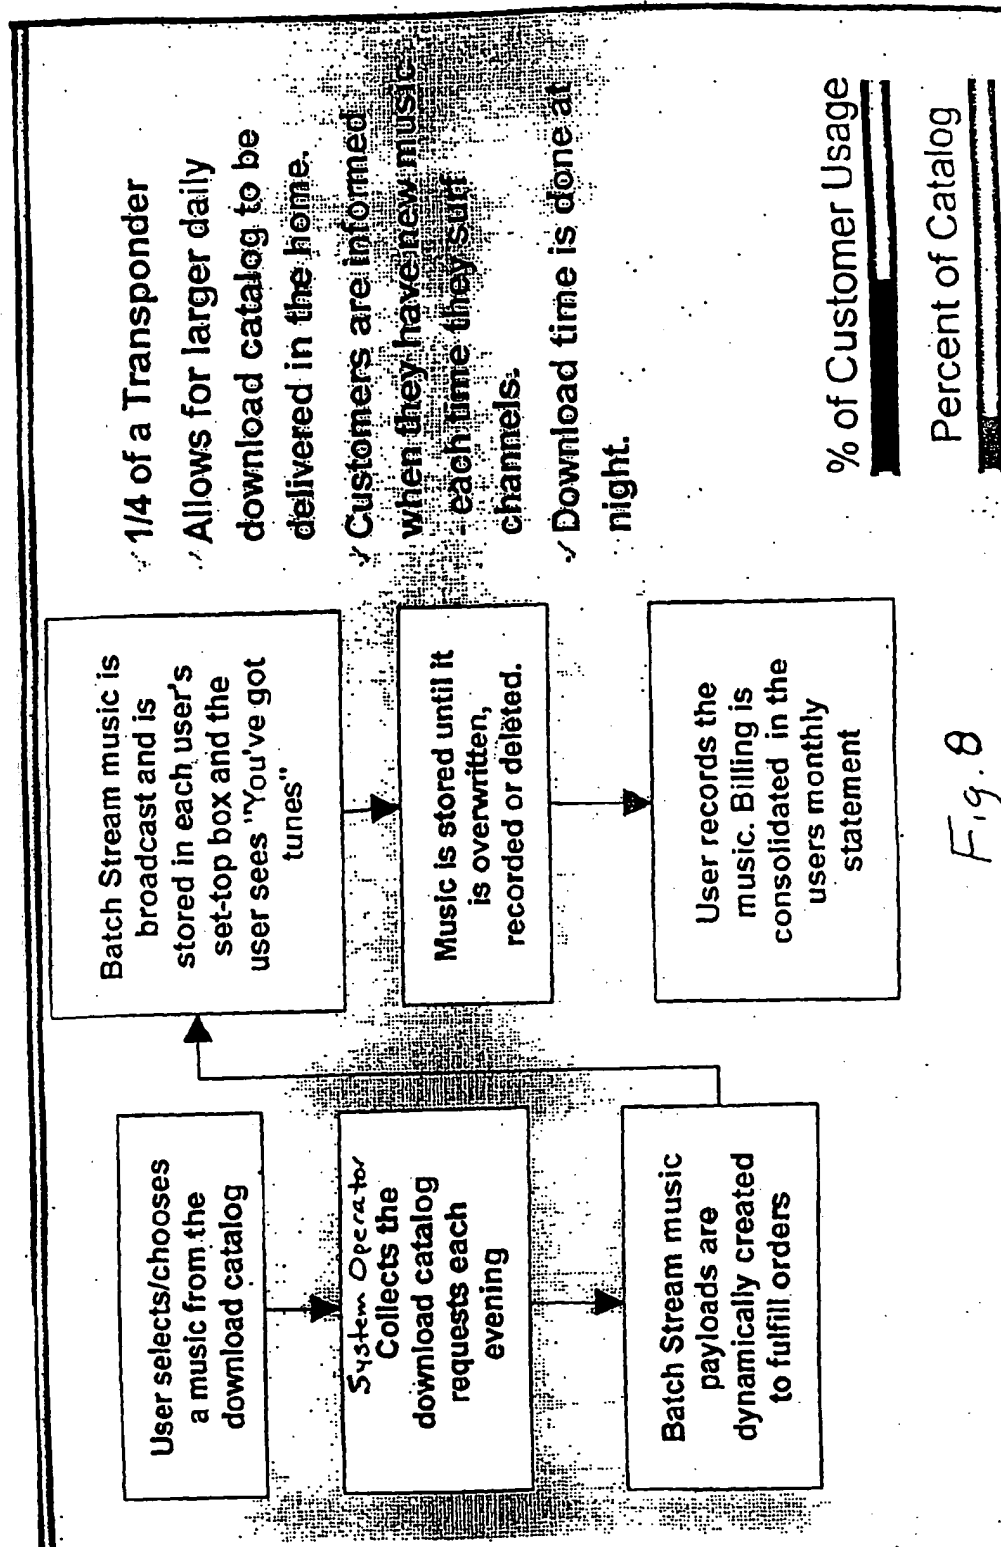 User selects/chooses
a music from the
download catalog
System Operator
Collects the
download catalog
requests each
evening
Batch Stream music
payloads are
dynamically created
to fulfill orders
Batch Stream music is
broadcast and is
stored in each user's
set-top box and the
user sees "You've got
tunes"
Music is stored until it
is overwritten,
recorded or deleted.
User records the
music. Billing is
consolidated in the
users monthly
statement
✓ 1/4 of a Transponder
✓ Allows for larger daily
download catalog to be
delivered in the home.
✓ Customers are informed
when they have new music
each time they surf
channels.
✓ Download time is done at
night.
% of Customer Usage
Percent of Catalog
Fig. 8